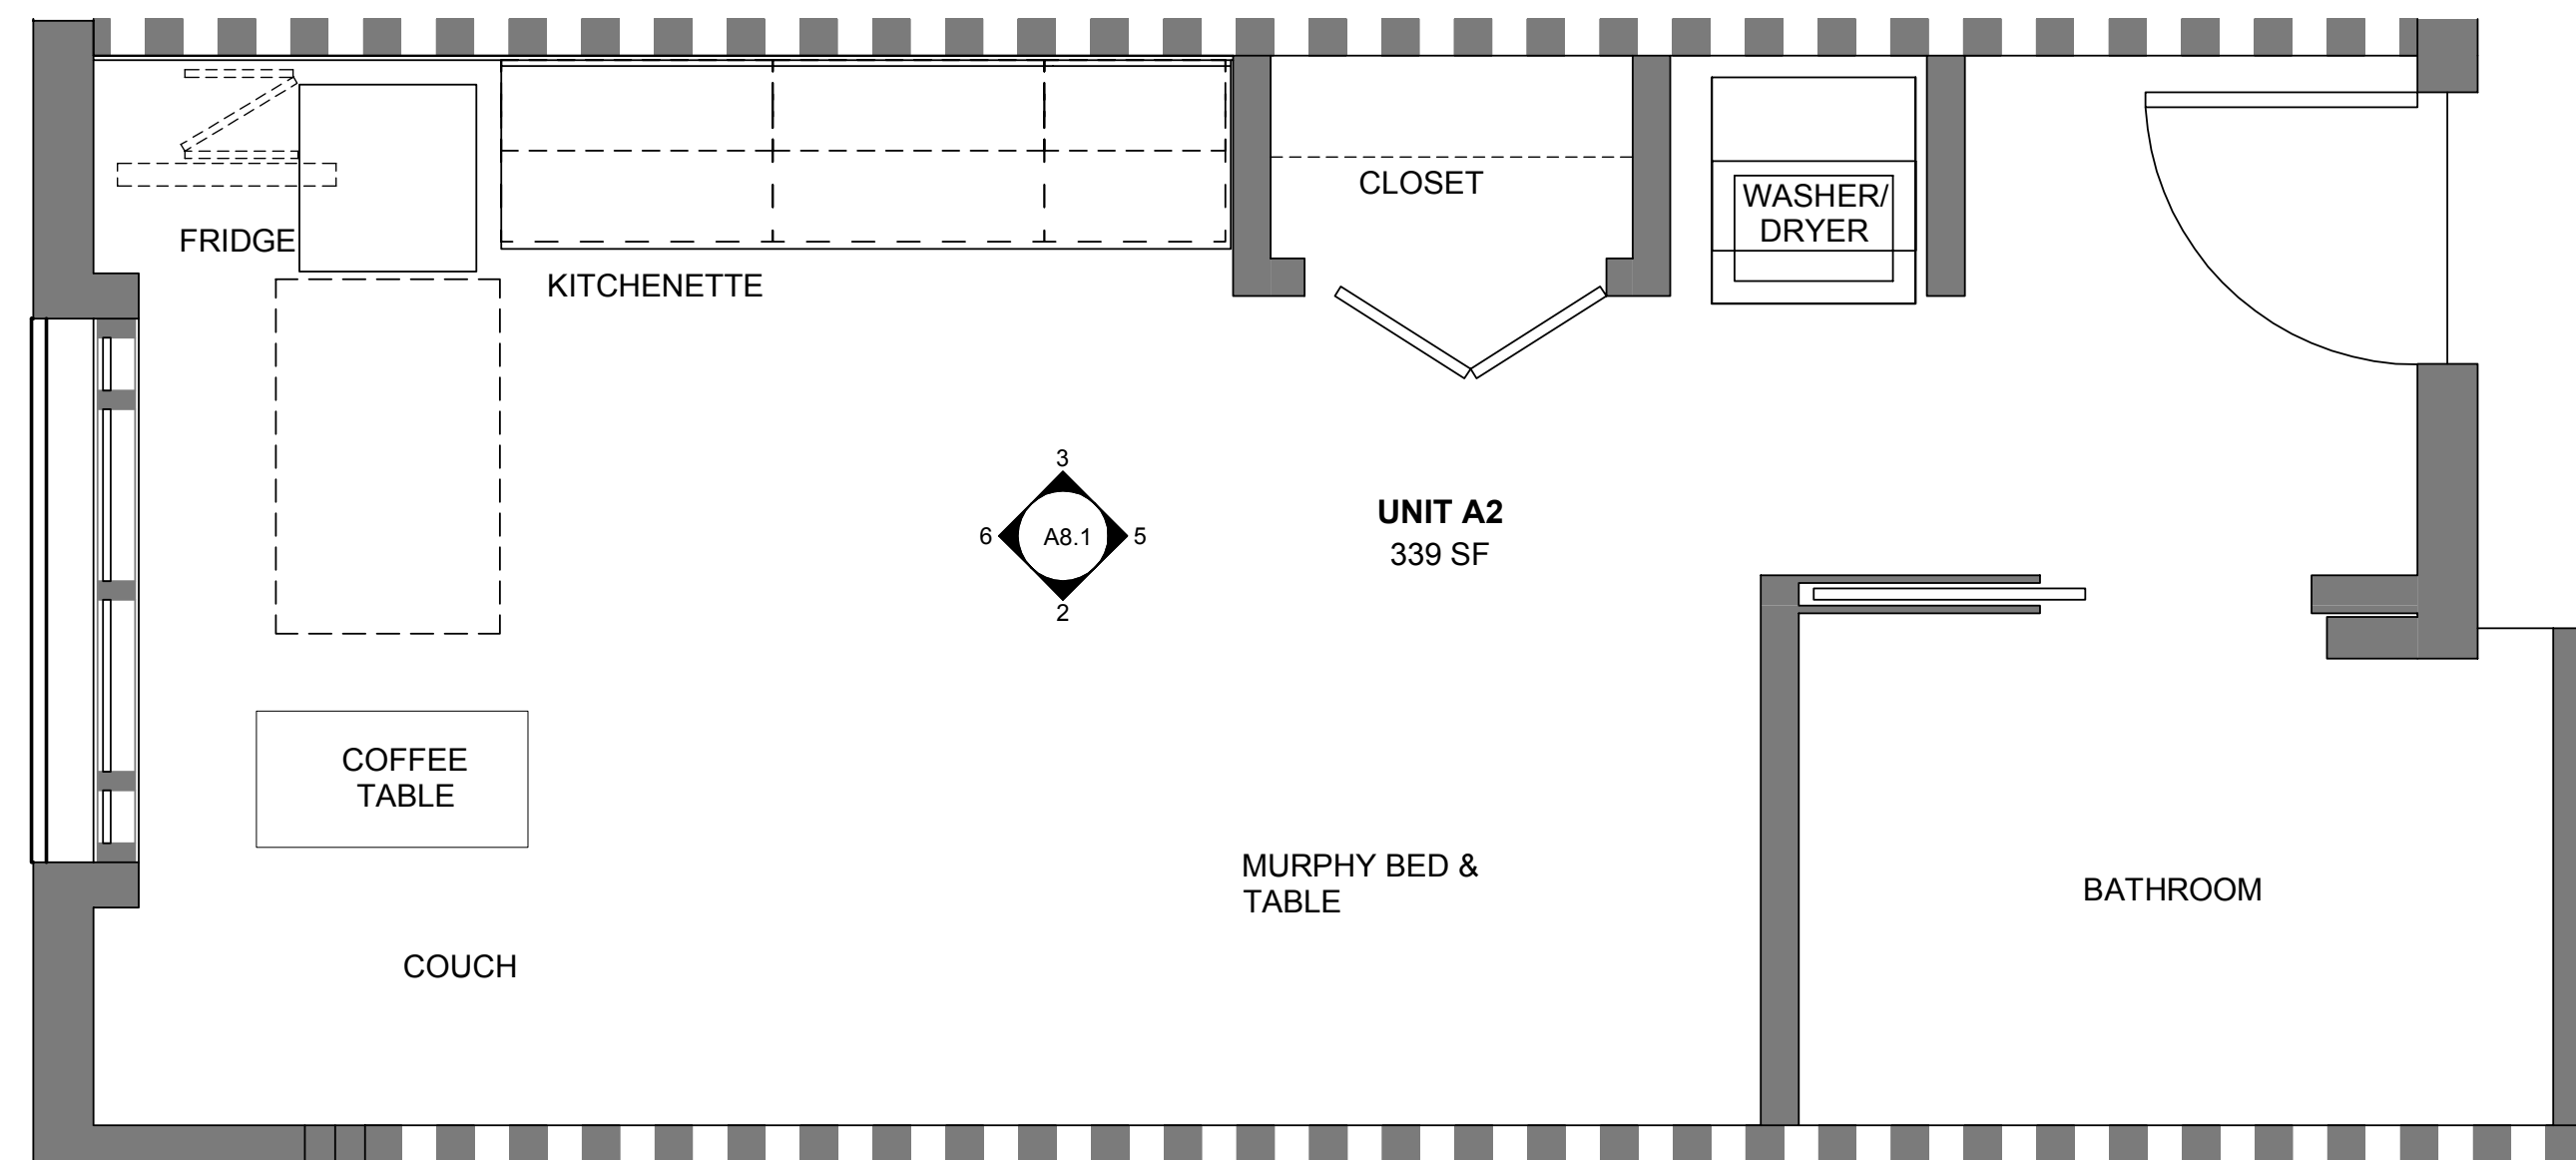 CLOSET
WASHER/
DRYER
FRIDGE
KITCHENETTE
3
6
A8.1
5
2
UNIT A2
339 SF
COFFEE
TABLE
MURPHY BED &
TABLE
BATHROOM
COUCH